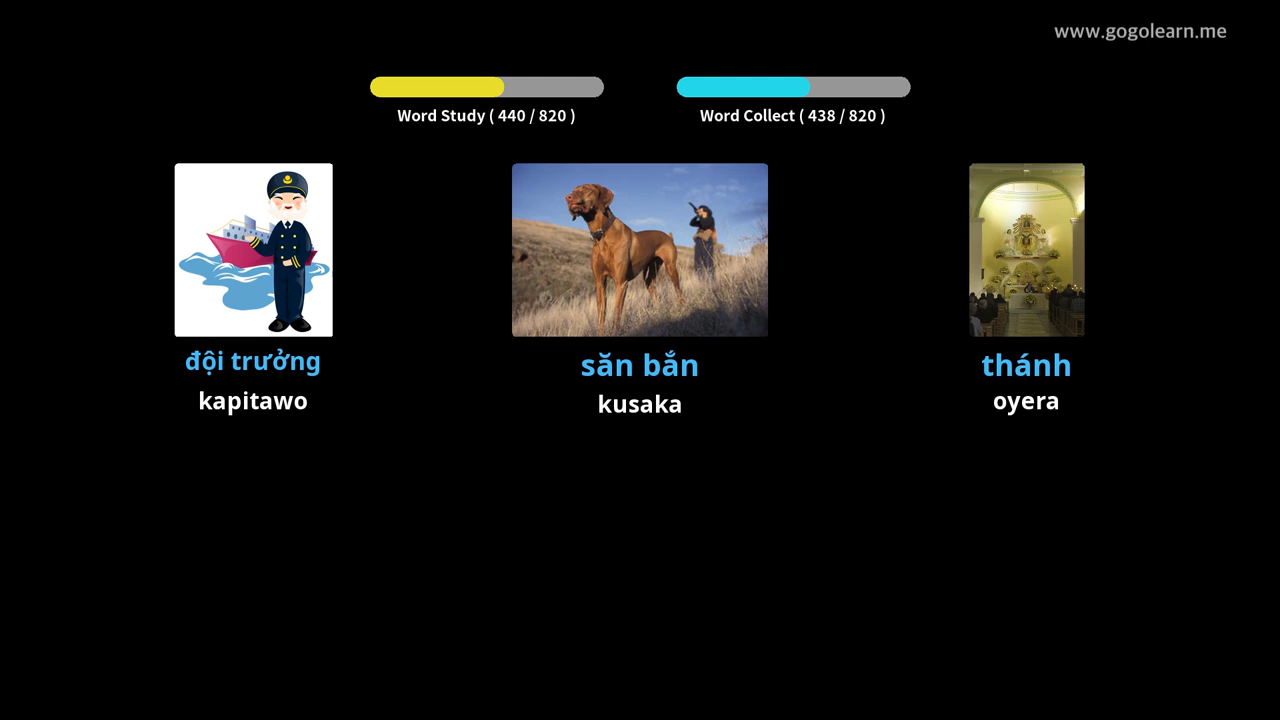 www.gogolearn.me
Word Study ( 440 / 820 )
Word Collect ( 438 / 820 )
đội trưởng
kapitawo
săn bắn
kusaka
thánh
oyera